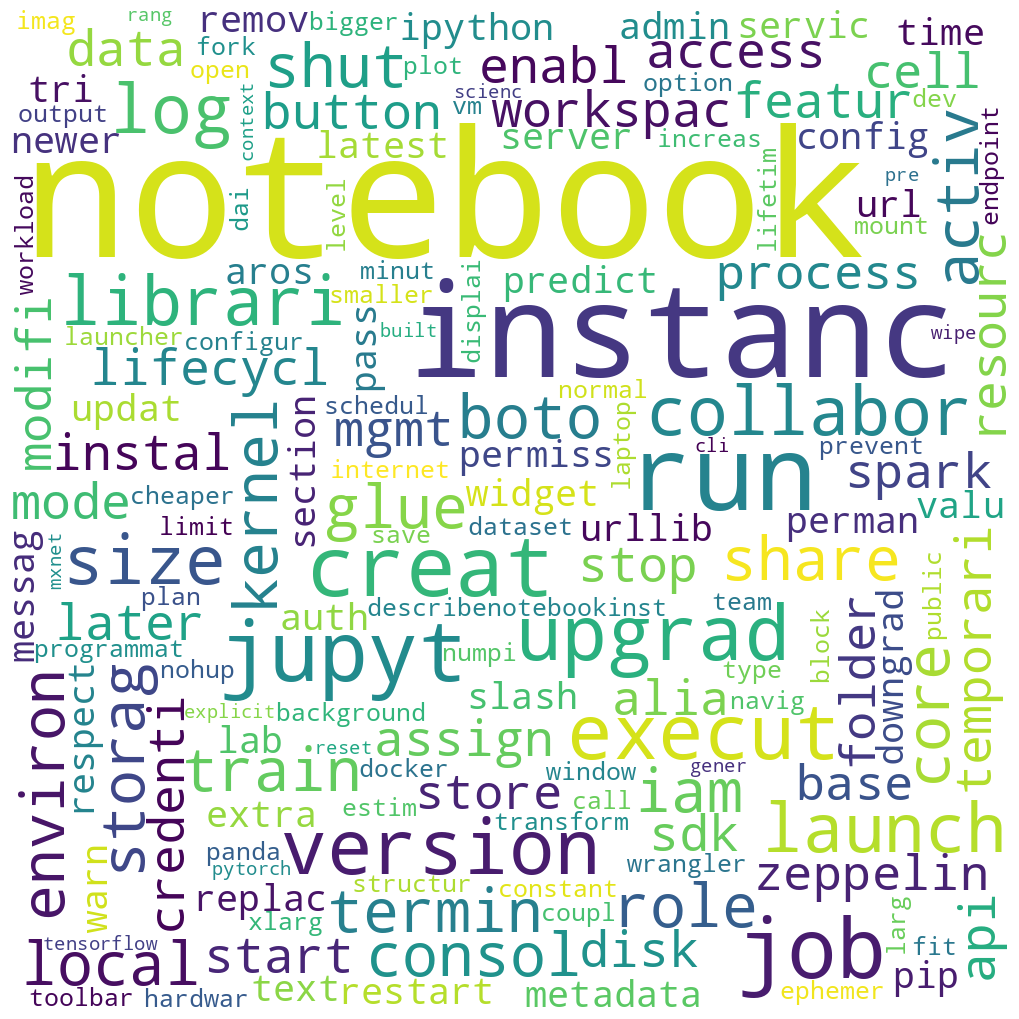 imag
rang
remov
bigger
ipython
admin
servic
time
data
fork
open
shut
plot
enabl
access
cell
tri
log
context
button
scienc
vm
workspac
option
featur
dev
output
newer
latest
server
increas
config
activ
endpoint
notebook
workload
dai
level
lifetim
pre
url
mount
resourc
aros
minut
displai
predict
process
librari
smaller
instanc
wipe
modifi
launcher
configur
built
pass
lifecycl
normal
collabor
updat
section
schedul
mgmt
boto
laptop
cli
prevent
instal
kernel
internet
permiss
run
spark
mode
cheaper
glue
widget
valu
limit
save
dataset
urllib
perman
messag
mxnet
size
creat
stop
share
temporari
plan
describenotebookinst
team
block
public
later
auth
programmat
nohup
jupyt
numpi
upgrad
type
folder
downgrad
core
environ
respect
storag
credenti
explicit
background
slash
alia
navig
lab
reset
assign
execut
train
docker
window
gener
base
extra
estim
store
call
iam
launch
transform
sdk
warn
panda
version
wrangler
zeppelin
pytorch
structur
constant
replac
xlarg
termin
coupl
role
larg
api
tensorflow
local
start
consol
disk
job
fit
pip
toolbar
hardwar
text
restart
metadata
ephemer